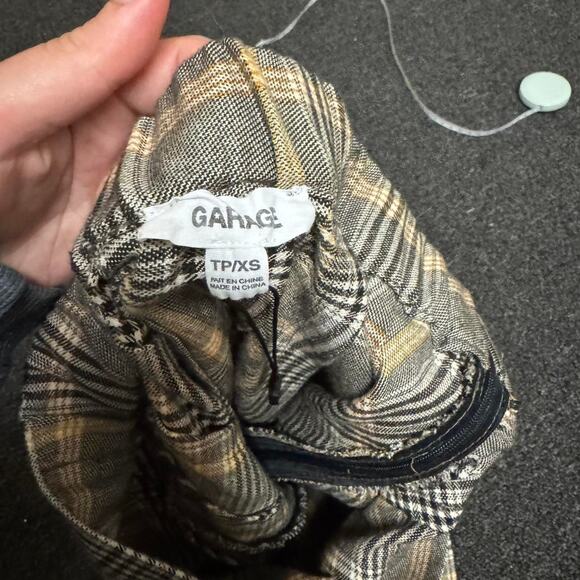 GARAGE
TP/XS
FAIT EN CHINE
MADE IN CHINA